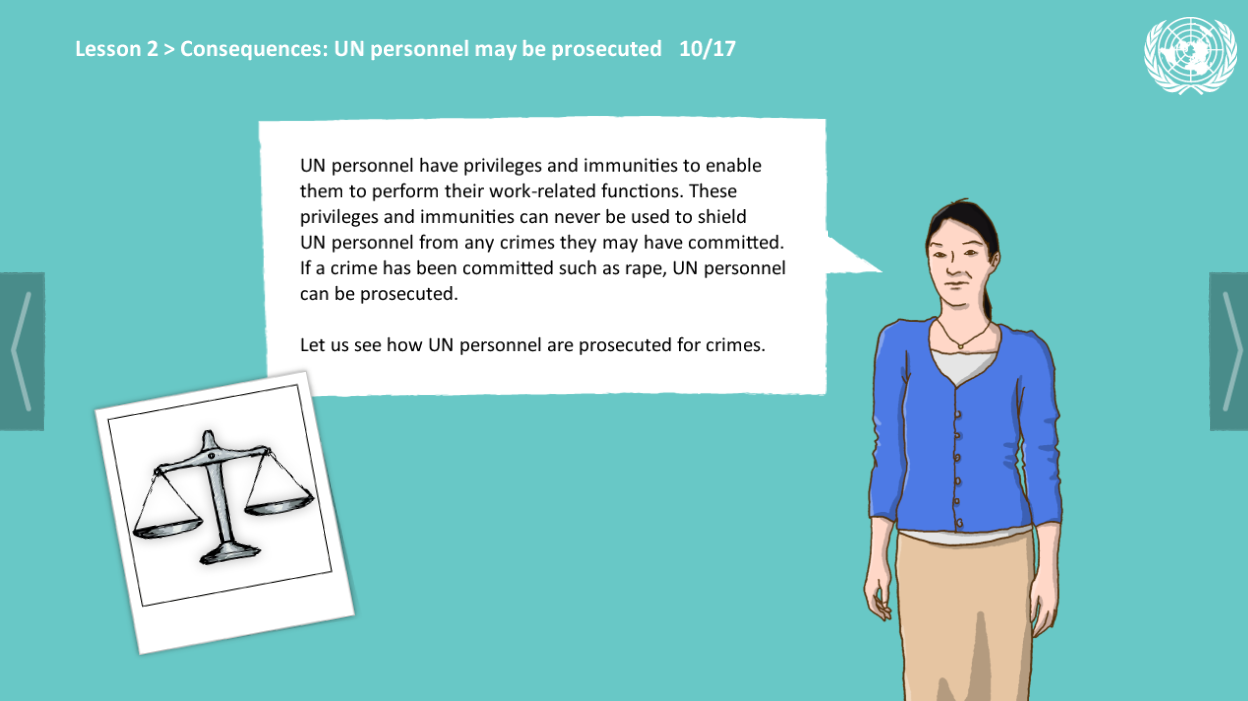 Lesson 2 > Consequences: UN personnel may be prosecuted 10/17
UN personnel have privileges and immunities to enable
them to perform their work-related functions. These
privileges and immunities can never be used to shield
UN personnel from any crimes they may have committed.
If a crime has been committed such as rape, UN personnel
can be prosecuted.
Let us see how UN personnel are prosecuted for crimes.